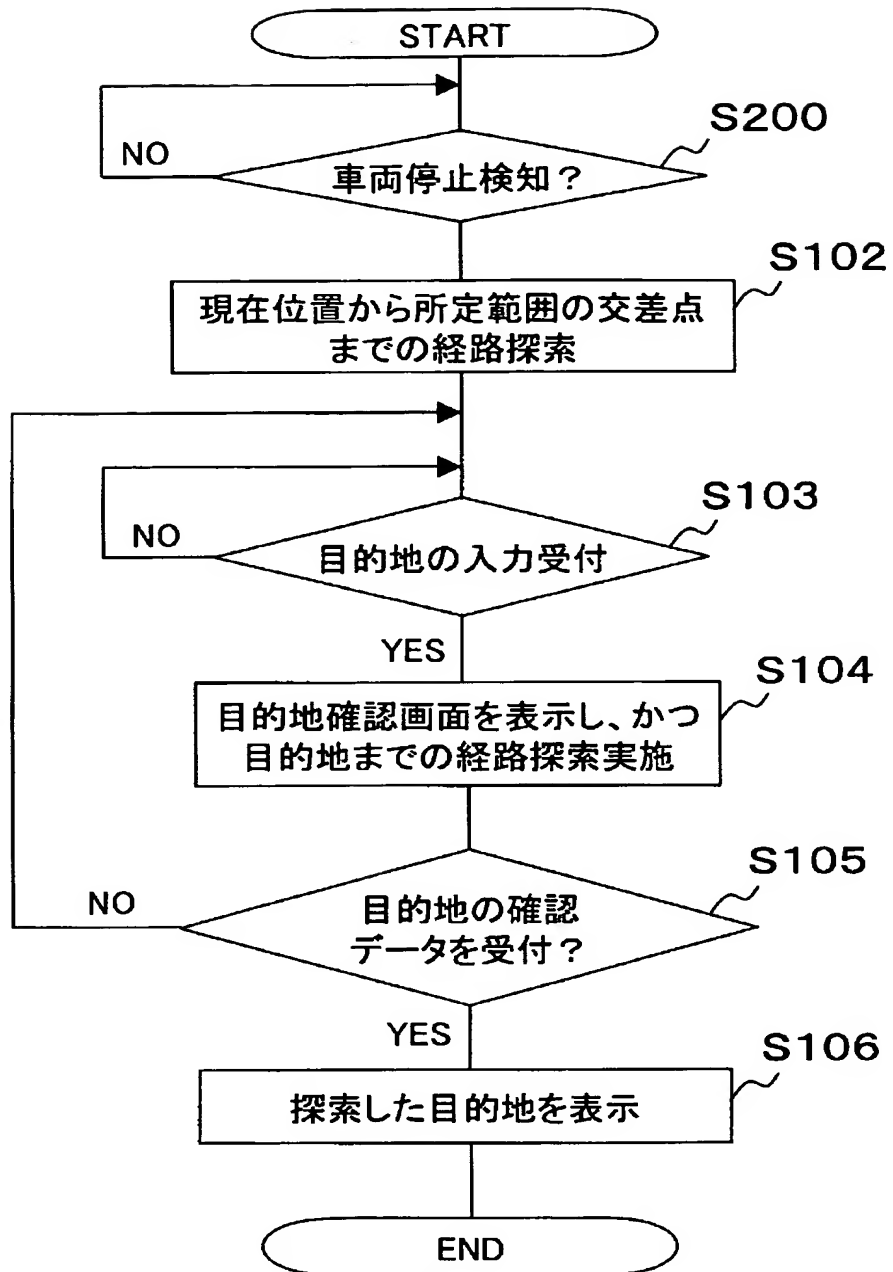 START
S200
NO
車両停止検知?
S102
現在位置から所定範囲の交差点
までの経路探索
S103
NO
目的地の入力受付
YES
S104
目的地確認画面を表示し、かつ
目的地までの経路探索実施
S105
NO
目的地の確認
データを受付?
YES
S106
探索した目的地を表示
END